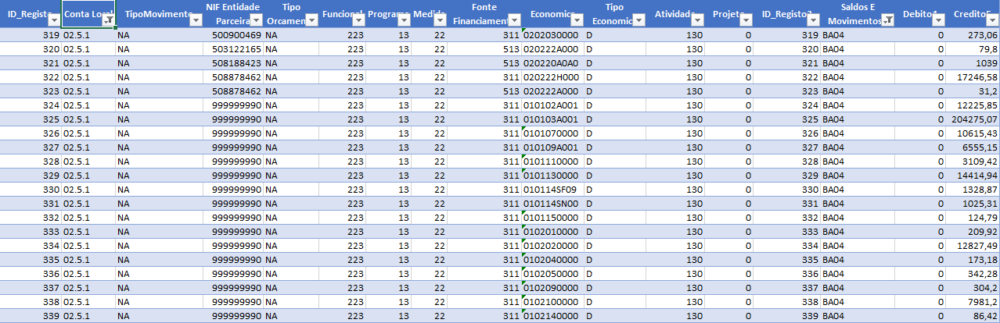 ID_Registo Conta Local TipoMovimento NIF Entidade Parceira Tipo Orcamen Funcional Programa Medida Fonte Financiamen Economica Tipo Economic Atividade Projeto ID_Registo2 Saldos E Movimentos Debito4 CreditoF
319 02.5.1 NA 500900469 NA 223 13 22 311 0202030000 D 130 0 319 BA04 0 273,06
320 02.5.1 NA 503122165 NA 223 13 22 513 020222A000 D 130 0 320 BA04 0 79,8
321 02.5.1 NA 508188423 NA 223 13 22 513 020220A0A0 D 130 0 321 BA04 0 1039
322 02.5.1 NA 508878462 NA 223 13 22 311 020222H000 D 130 0 322 BA04 0 17246,58
323 02.5.1 NA 508878462 NA 223 13 22 513 020222A000 D 130 0 323 BA04 0 31,2
324 02.5.1 NA 999999990 NA 223 13 22 311 010102A001 D 130 0 324 BA04 0 12225,85
325 02.5.1 NA 999999990 NA 223 13 22 311 010103A001 D 130 0 325 BA04 0 204275,07
326 02.5.1 NA 999999990 NA 223 13 22 311 0101070000 D 130 0 326 BA04 0 10615,43
327 02.5.1 NA 999999990 NA 223 13 22 311 010109A001 D 130 0 327 BA04 0 6555,15
328 02.5.1 NA 999999990 NA 223 13 22 311 0101110000 D 130 0 328 BA04 0 3109,42
329 02.5.1 NA 999999990 NA 223 13 22 311 0101130000 D 130 0 329 BA04 0 14414,94
330 02.5.1 NA 999999990 NA 223 13 22 311 010114SF09 D 130 0 330 BA04 0 1328,87
331 02.5.1 NA 999999990 NA 223 13 22 311 010114SN00 D 130 0 331 BA04 0 1025,31
332 02.5.1 NA 999999990 NA 223 13 22 311 0101150000 D 130 0 332 BA04 0 124,79
333 02.5.1 NA 999999990 NA 223 13 22 311 0102010000 D 130 0 333 BA04 0 209,92
334 02.5.1 NA 999999990 NA 223 13 22 311 0102020000 D 130 0 334 BA04 0 12827,49
335 02.5.1 NA 999999990 NA 223 13 22 311 0102040000 D 130 0 335 BA04 0 173,18
336 02.5.1 NA 999999990 NA 223 13 22 311 0102050000 D 130 0 336 BA04 0 342,28
337 02.5.1 NA 999999990 NA 223 13 22 311 0102090000 D 130 0 337 BA04 0 304,2
338 02.5.1 NA 999999990 NA 223 13 22 311 0102100000 D 130 0 338 BA04 0 7981,2
339 02.5.1 NA 999999990 NA 223 13 22 311 0102140000 D 130 0 339 BA04 0 86,42